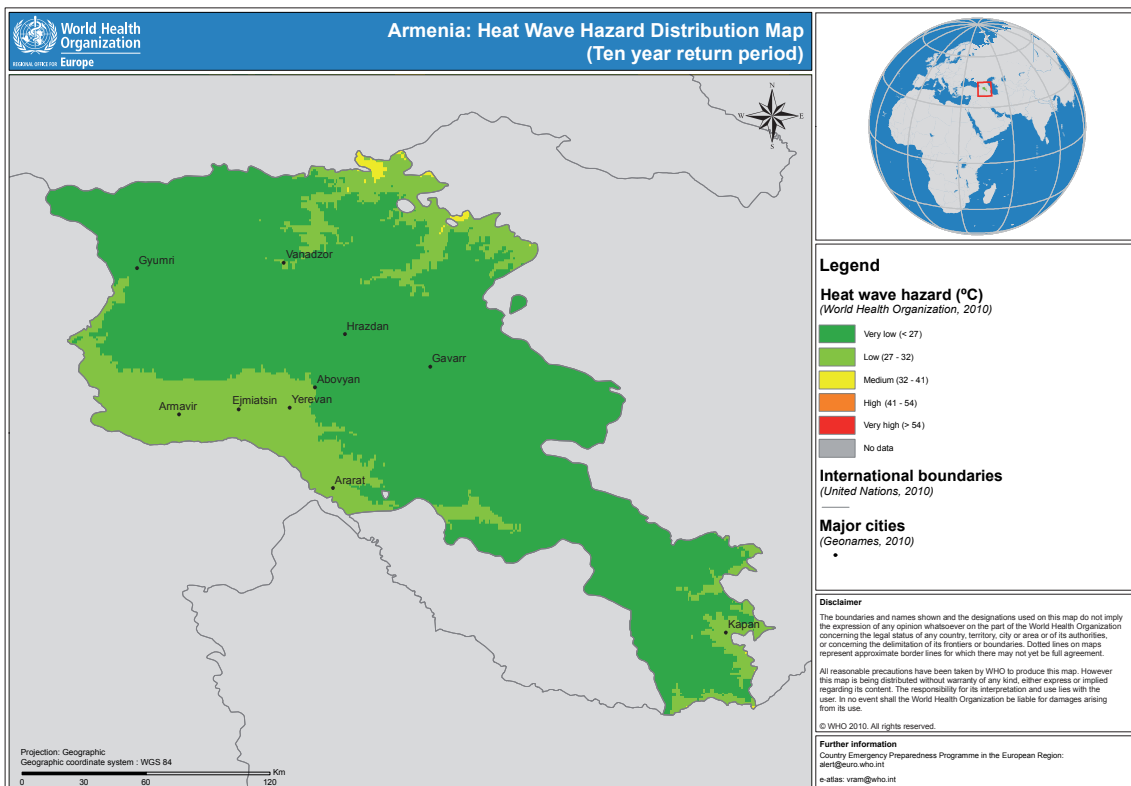 World Health
Organization
REGIONAL OFFICE FOR Europe
Armenia: Heat Wave Hazard Distribution Map
(Ten year return period)
N
W
E
S
Gyumri
Vanadzor
Hrazdan
Gavarr
Abovyan
Armavir
Ejmiatsin
Yerevan
Ararat
Kapan
Projection: Geographic
Geographic coordinate system : WGS 84
Km
0
30
60
120
Legend
Heat wave hazard (ºC)
(World Health Organization, 2010)
Very low (< 27)
Low (27 - 32)
Medium (32 - 41)
High (41 - 54)
Very high (> 54)
No data
International boundaries
(United Nations, 2010)
Major cities
(Geonames, 2010)
Disclaimer
The boundaries and names shown and the designations used on this map do not imply
the expression of any opinion whatsoever on the part of the World Health Organization
concerning the legal status of any country, territory, city or area or of its authorities,
or concerning the delimitation of its frontiers or boundaries. Dotted lines on maps
represent approximate border lines for which there may not yet be full agreement.
All reasonable precautions have been taken by WHO to produce this map. However
this map is being distributed without warranty of any kind, either express or implied
regarding its content. The responsibility for its interpretation and use lies with the
user. In no event shall the World Health Organization be liable for damages arising
from its use.
© WHO 2010. All rights reserved.
Further information
Country Emergency Preparedness Programme in the European Region:
alert@euro.who.int
e-atlas: vram@who.int